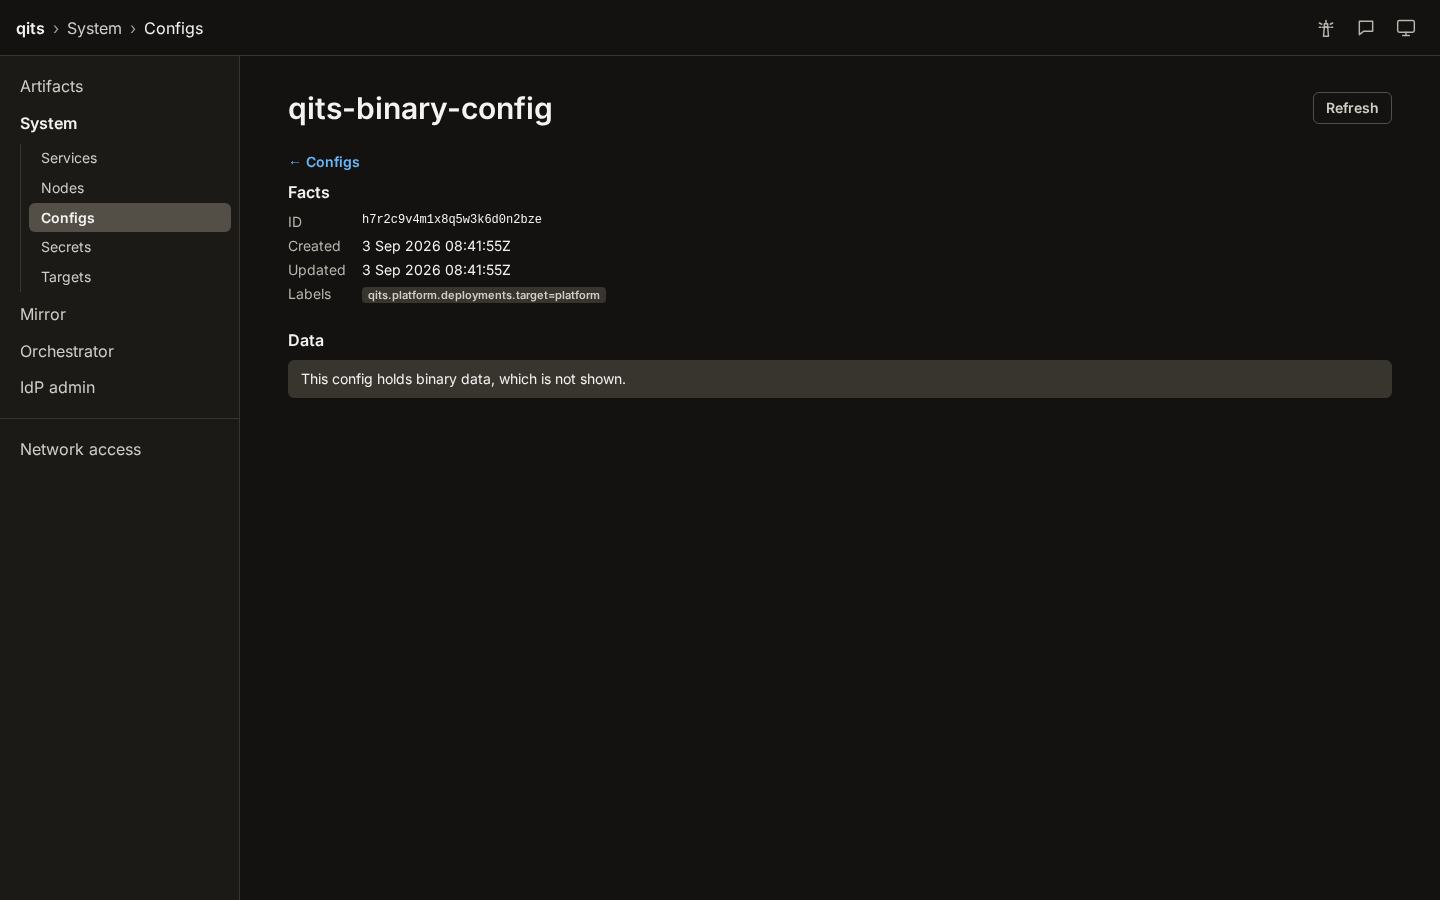 qits › System › Configs
Artifacts
System
Services
Nodes
Configs
Secrets
Targets
Mirror
Orchestrator
IdP admin
Network access
qits-binary-config
Refresh
← Configs
Facts
ID h7r2c9v4m1x8q5w3k6d0n2bze
Created 3 Sep 2026 08:41:55Z
Updated 3 Sep 2026 08:41:55Z
Labels qits.platform.deployments.target=platform
Data
This config holds binary data, which is not shown.